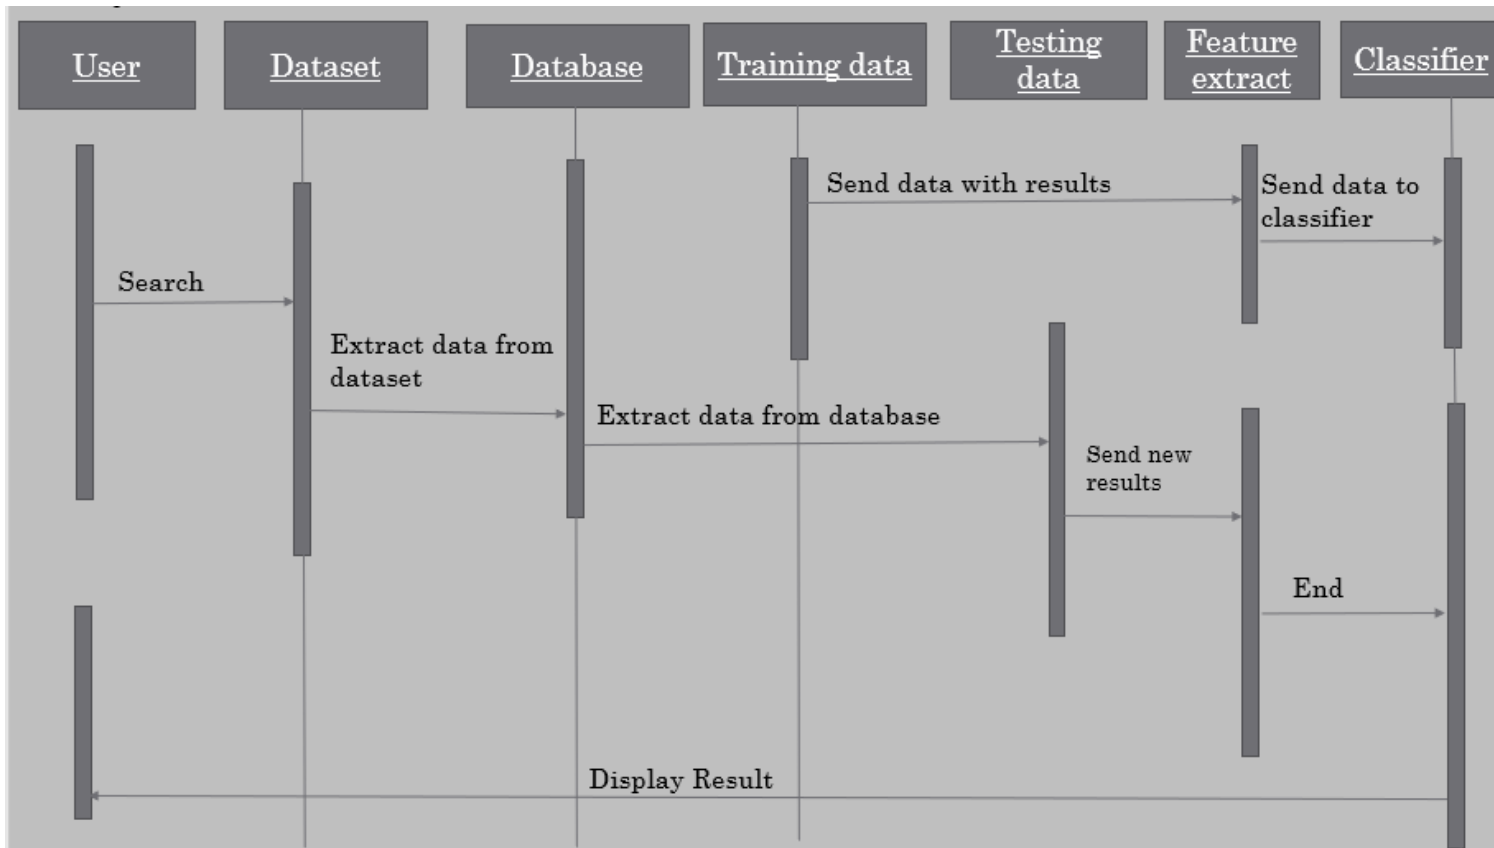 User
Dataset
Database
Training data
Testing
data
Feature
extract
Classifier
Send data with results
Send data to
classifier
Search
Extract data from
dataset
Extract data from database
Send new
results
End
Display Result